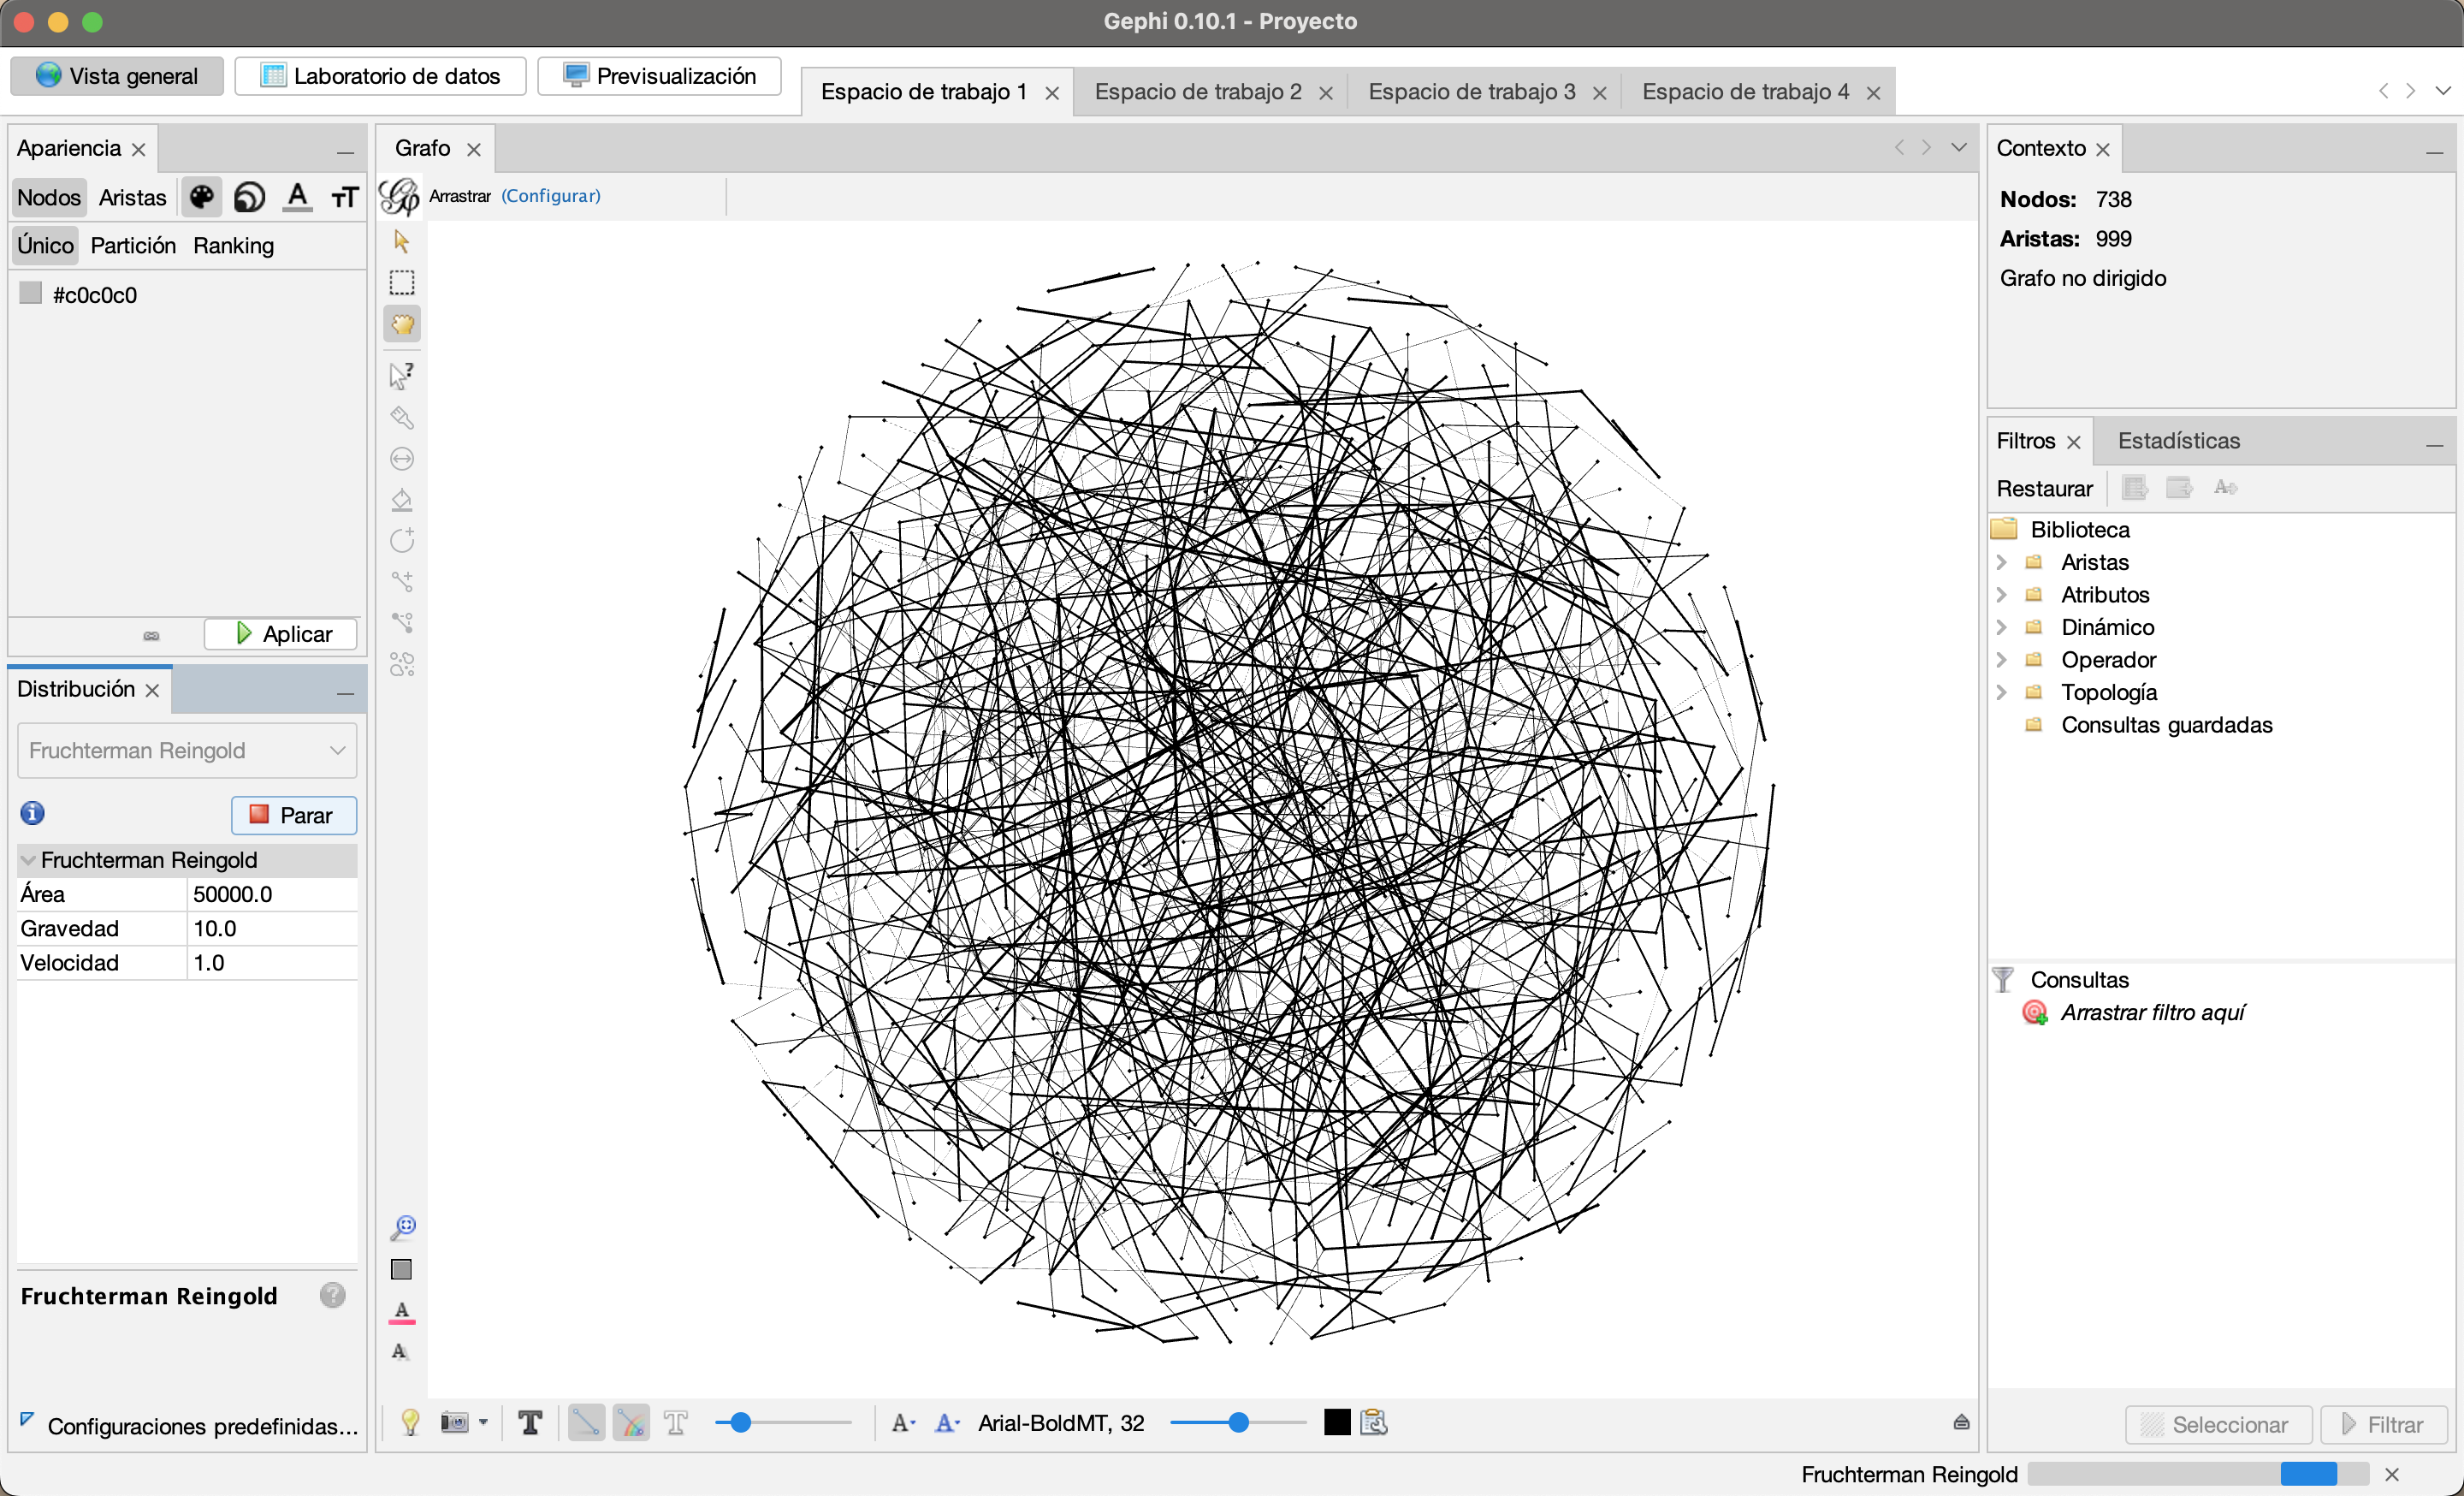 Gephi 0.10.1 - Proyecto
Vista general
Laboratorio de datos
Previsualización
Espacio de trabajo 1
Espacio de trabajo 2
Espacio de trabajo 3
Espacio de trabajo 4
Apariencia
Nodos Aristas
Único Partición Ranking
#c0c0c0
Aplicar
Distribución
Fruchterman Reingold
Parar
Fruchterman Reingold
Área 50000.0
Gravedad 10.0
Velocidad 1.0
Fruchterman Reingold
Configuraciones predefinidas...
Grafo
Arrastrar (Configurar)
Arial-BoldMT, 32
Contexto
Nodos: 738
Aristas: 999
Grafo no dirigido
Filtros
Estadísticas
Restaurar
Biblioteca
Aristas
Atributos
Dinámico
Operador
Topología
Consultas guardadas
Consultas
Arrastrar filtro aquí
Seleccionar
Filtrar
Fruchterman Reingold